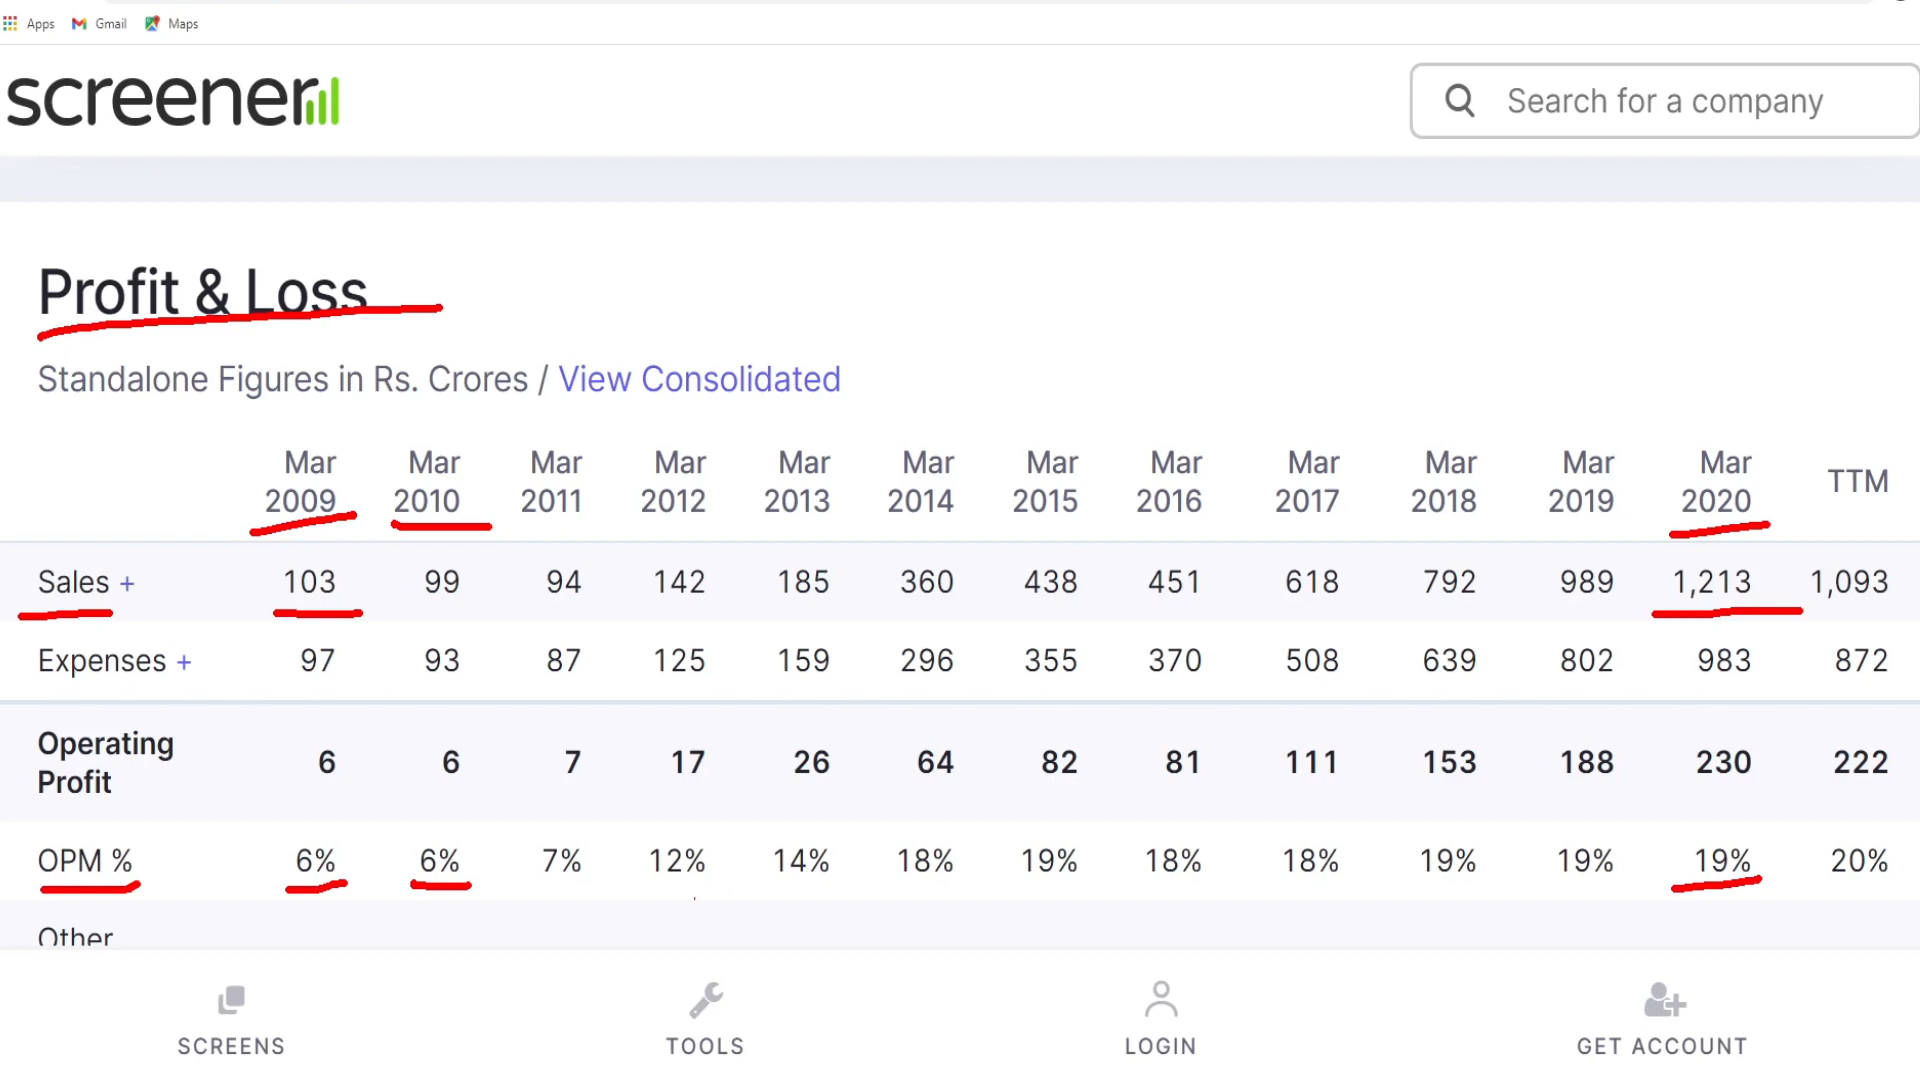 Apps Gmail Maps
screener
Search for a company
Profit & Loss
Standalone Figures in Rs. Crores / View Consolidated
Mar 2009 Mar 2010 Mar 2011 Mar 2012 Mar 2013 Mar 2014 Mar 2015 Mar 2016 Mar 2017 Mar 2018 Mar 2019 Mar 2020 TTM
Sales + 103 99 94 142 185 360 438 451 618 792 989 1,213 1,093
Expenses + 97 93 87 125 159 296 355 370 508 639 802 983 872
Operating Profit 6 6 7 17 26 64 82 81 111 153 188 230 222
OPM % 6% 6% 7% 12% 14% 18% 19% 18% 18% 19% 19% 19% 20%
Other
SCREENS TOOLS LOGIN GET ACCOUNT